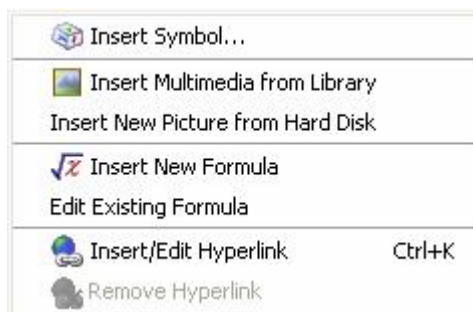 Insert Symbol...
Insert Multimedia from Library
Insert New Picture from Hard Disk
Insert New Formula
Edit Existing Formula
Insert/Edit Hyperlink Ctrl+K
Remove Hyperlink